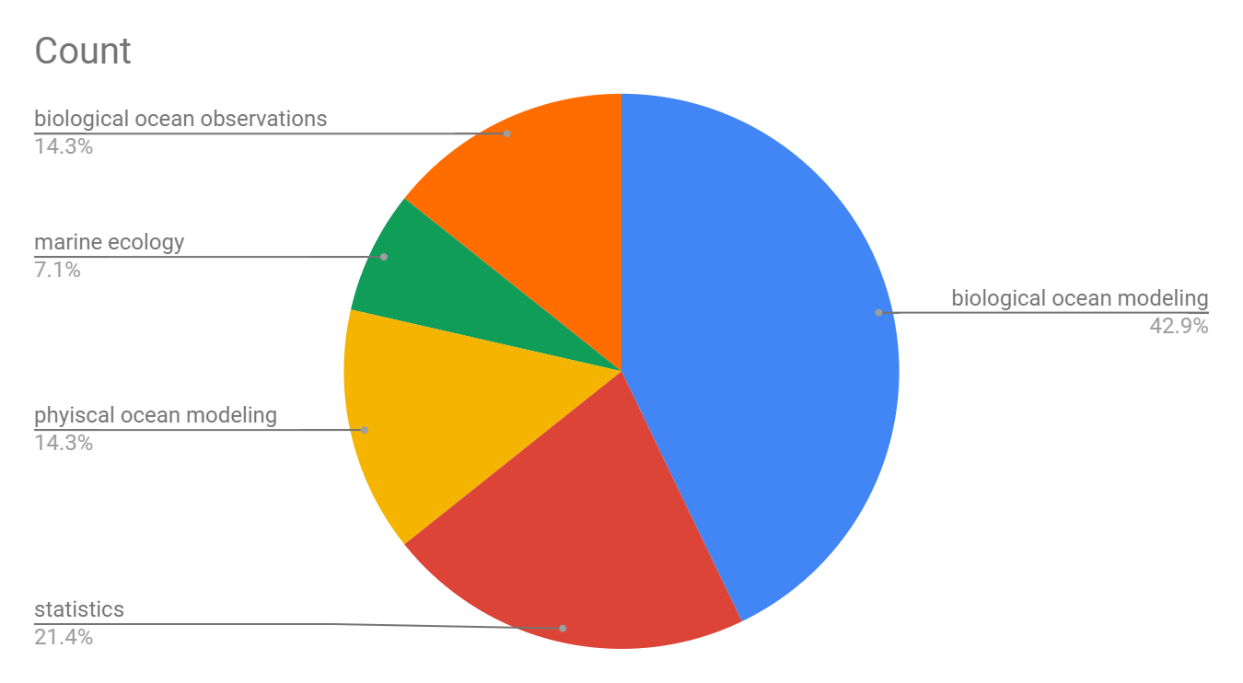 Count
biological ocean observations
14.3%
marine ecology
7.1%
biological ocean modeling
42.9%
phyiscal ocean modeling
14.3%
statistics
21.4%